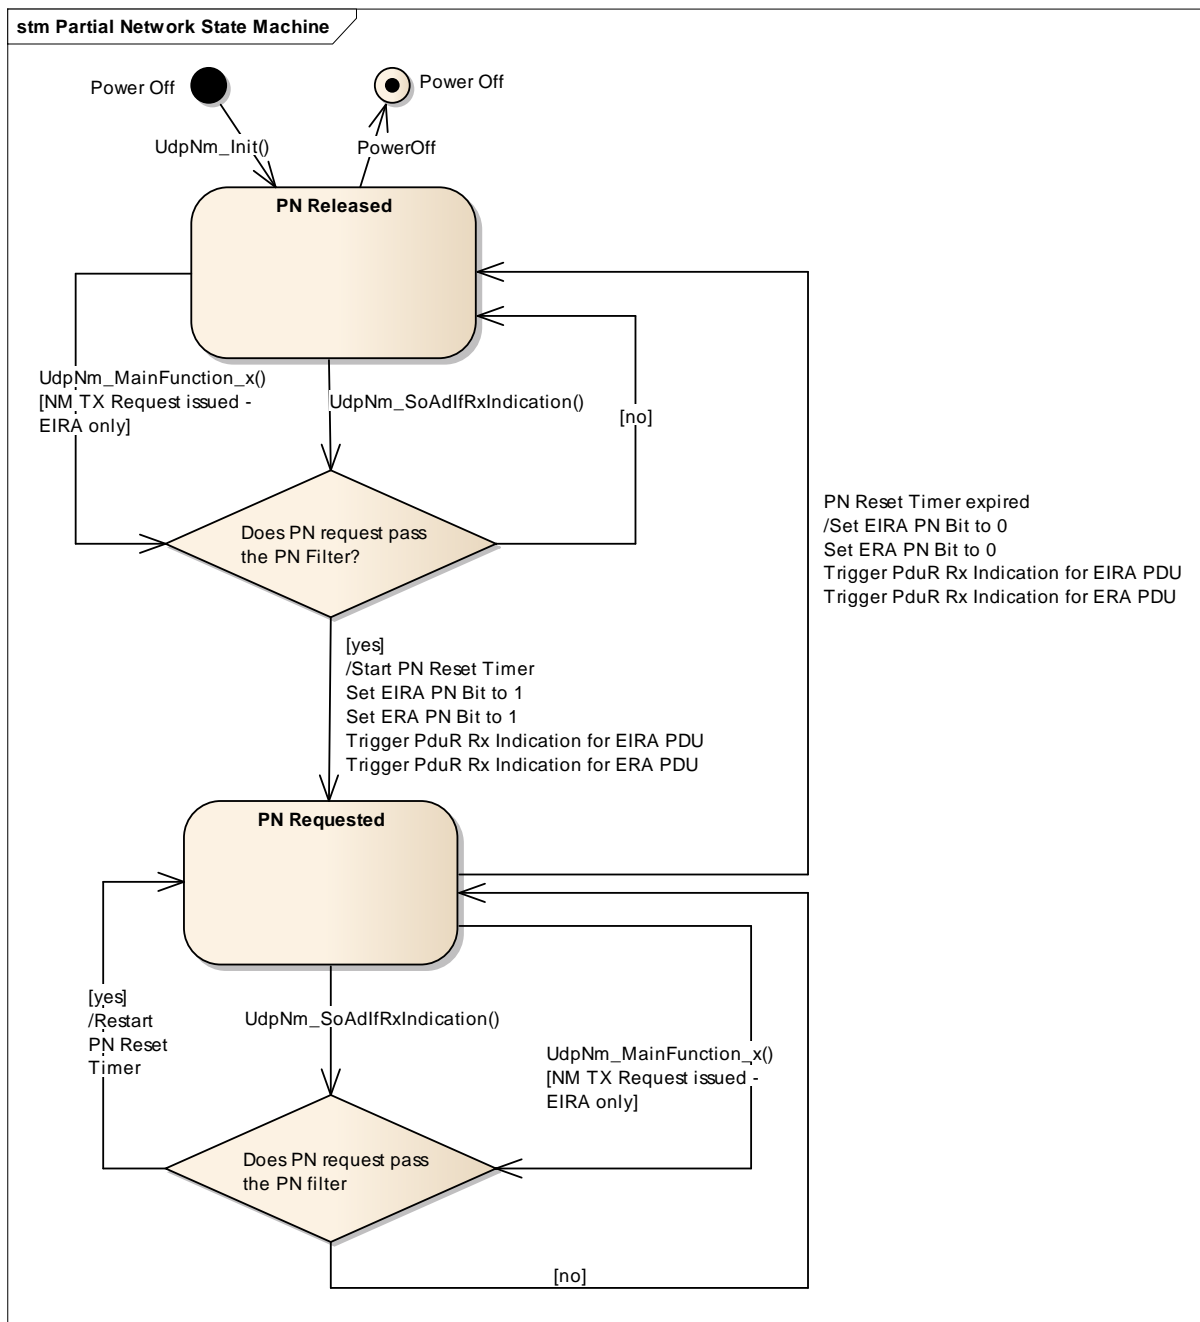 stm Partial Network State Machine
Power Off
Power Off
UdpNm_Init()
PowerOff
PN Released
UdpNm_MainFunction_x()
[NM TX Request issued -
EIRA only]
UdpNm_SoAdIfRxIndication()
[no]
Does PN request pass
the PN Filter?
PN Reset Timer expired
/Set EIRA PN Bit to 0
Set ERA PN Bit to 0
Trigger PduR Rx Indication for EIRA PDU
Trigger PduR Rx Indication for ERA PDU
[yes]
/Start PN Reset Timer
Set EIRA PN Bit to 1
Set ERA PN Bit to 1
Trigger PduR Rx Indication for EIRA PDU
Trigger PduR Rx Indication for ERA PDU
PN Requested
[yes]
/Restart
PN Reset
Timer
UdpNm_SoAdIfRxIndication()
UdpNm_MainFunction_x()
[NM TX Request issued -
EIRA only]
Does PN request pass
the PN filter
[no]